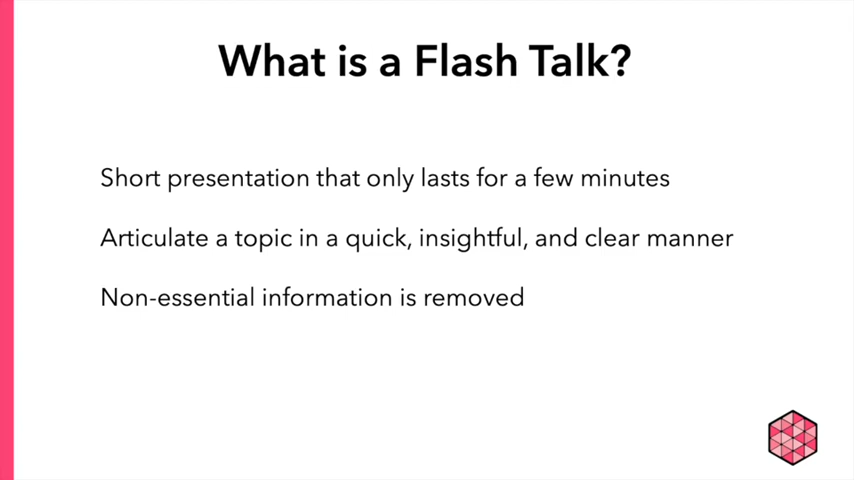 What is a Flash Talk?
Short presentation that only lasts for a few minutes
Articulate a topic in a quick, insightful, and clear manner
Non-essential information is removed